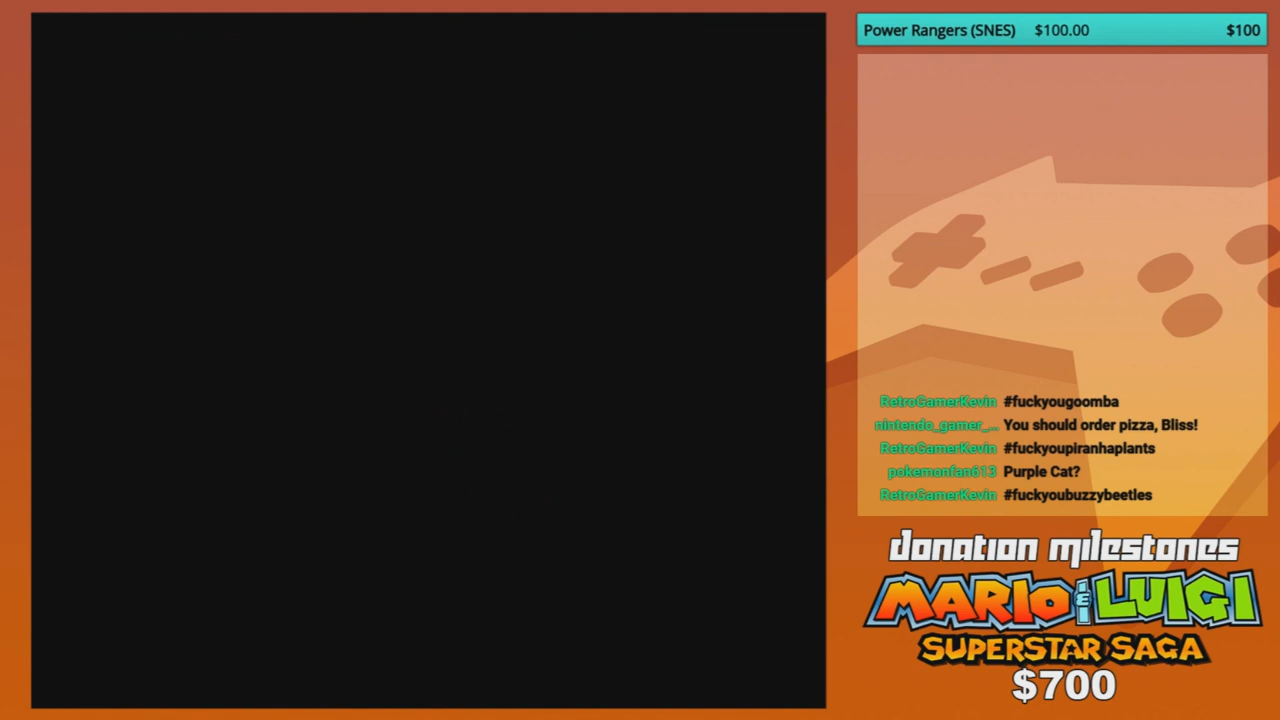 Power Rangers (SNES) $100.00 $100
RetroGamerKevin #fuckyougoomba
nintendo_gamer_... You should order pizza, Bliss!
RetroGamerKevin #fuckyoupiranhaplants
pokemonfan613 Purple Cat?
RetroGamerKevin #fuckyoubuzzybeetles
donation milestones
MARIO & LUIGI
SUPERSTAR SAGA
$700